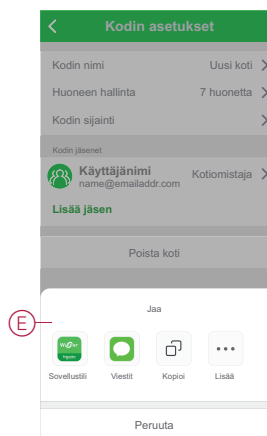 Kodin asetukset
Kodin nimi Uusi koti
Huoneen hallinta 7 huonetta
Kodin sijainti
Kodin jäsenet
Käyttäjänimi Kotiomistaja
name@emailaddr.com
Lisää jäsen
Poista koti
Jaa
E
Sovellustili Viestit Kopioi Lisää
Peruuta